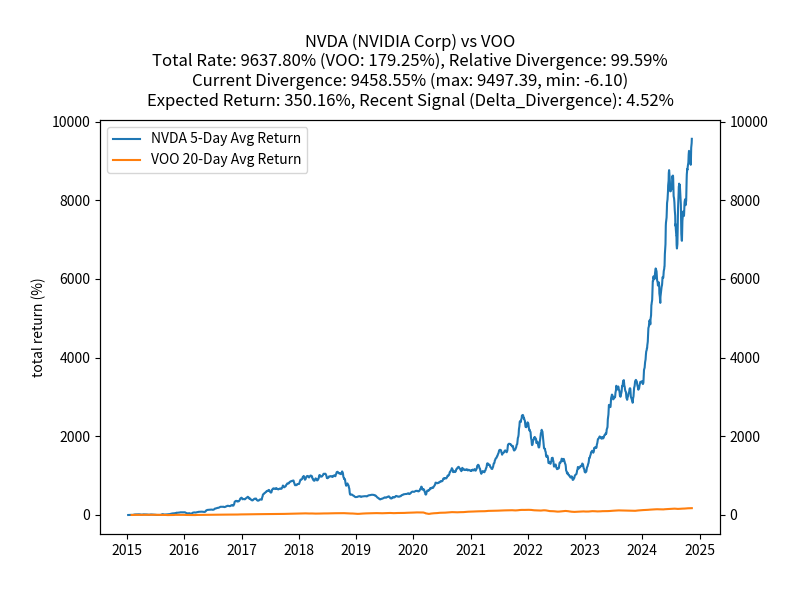 NVDA (NVIDIA Corp) vs VOO
Total Rate: 9637.80% (VOO: 179.25%), Relative Divergence: 99.59%
Current Divergence: 9458.55% (max: 9497.39, min: -6.10)
Expected Return: 350.16%, Recent Signal (Delta_Divergence): 4.52%
NVDA 5-Day Avg Return
VOO 20-Day Avg Return
total return (%)
10000
8000
6000
4000
2000
0
10000
8000
6000
4000
2000
0
2015 2016 2017 2018 2019 2020 2021 2022 2023 2024 2025